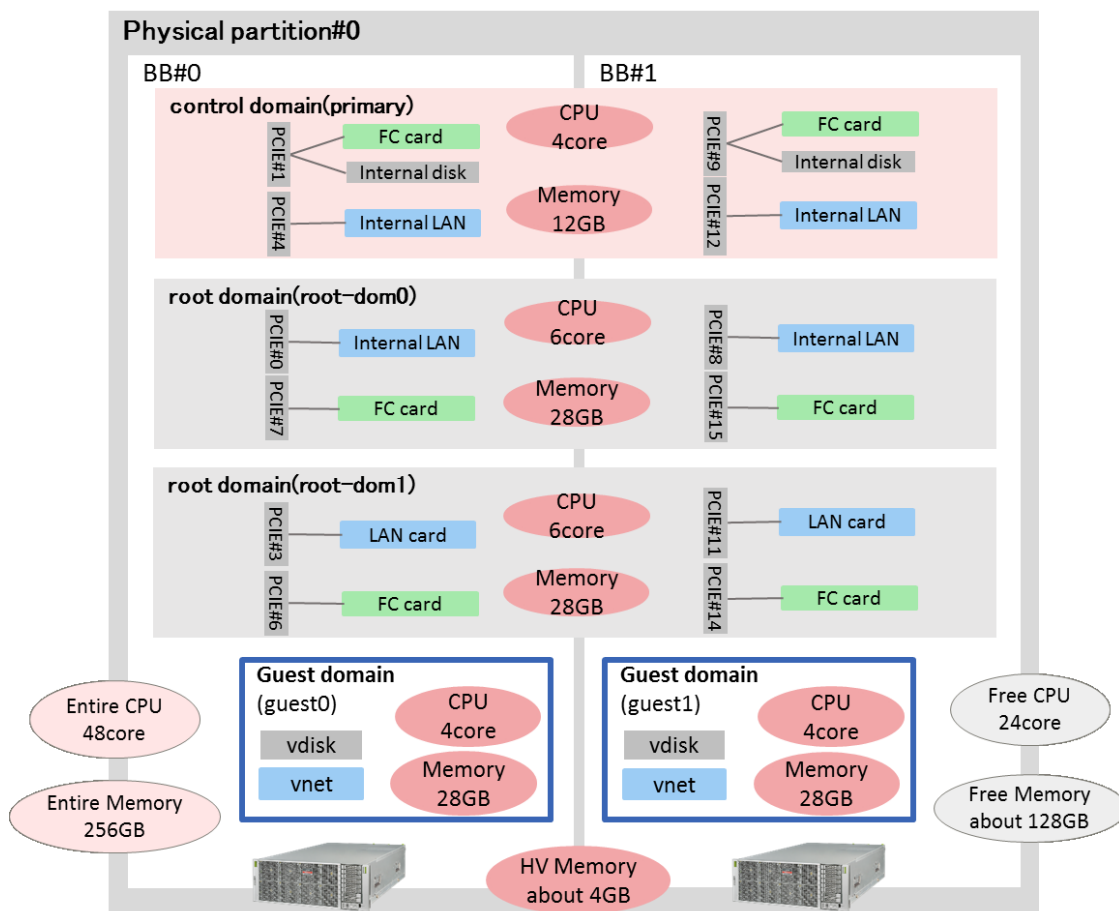 Physical partition#0
BB#0
BB#1
control domain(primary)
PCIE#1
FC card
Internal disk
PCIE#4
Internal LAN
CPU
4core
Memory
12GB
PCIE#9
FC card
Internal disk
PCIE#12
Internal LAN
root domain(root-dom0)
PCIE#0
Internal LAN
PCIE#7
FC card
CPU
6core
Memory
28GB
PCIE#8
Internal LAN
PCIE#15
FC card
root domain(root-dom1)
PCIE#3
LAN card
PCIE#6
FC card
CPU
6core
Memory
28GB
PCIE#11
LAN card
PCIE#14
FC card
Entire CPU
48core
Entire Memory
256GB
Guest domain
(guest0)
vdisk
vnet
CPU
4core
Memory
28GB
Guest domain
(guest1)
vdisk
vnet
CPU
4core
Memory
28GB
Free CPU
24core
Free Memory
about 128GB
HV Memory
about 4GB